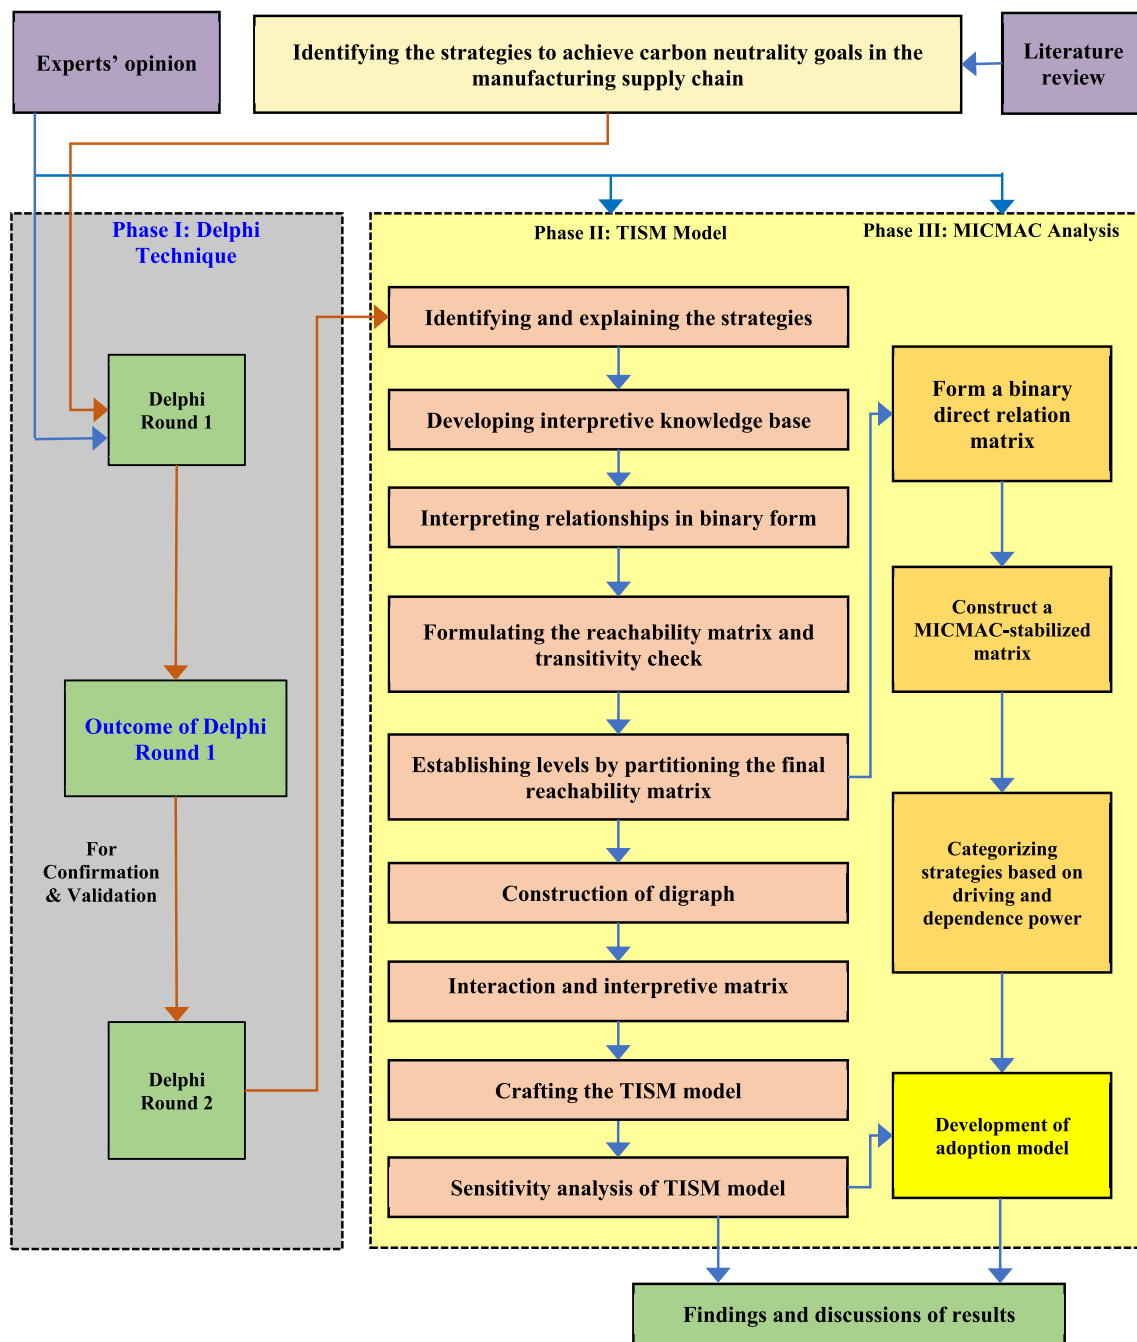 Experts’ opinion
Identifying the strategies to achieve carbon neutrality goals in the
manufacturing supply chain
Literature
review
Phase I: Delphi
Technique
Delphi
Round 1
Outcome of Delphi
Round 1
For
Confirmation
& Validation
Delphi
Round 2
Phase II: TISM Model
Identifying and explaining the strategies
Developing interpretive knowledge base
Interpreting relationships in binary form
Formulating the reachability matrix and
transitivity check
Establishing levels by partitioning the final
reachability matrix
Construction of digraph
Interaction and interpretive matrix
Crafting the TISM model
Sensitivity analysis of TISM model
Phase III: MICMAC Analysis
Form a binary
direct relation
matrix
Construct a
MICMAC-stabilized
matrix
Categorizing
strategies based on
driving and
dependence power
Development of
adoption model
Findings and discussions of results